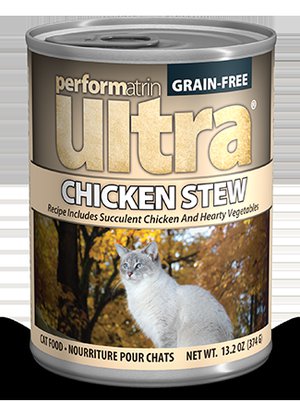 performatrin
GRAIN-FREE
ultra®
CHICKEN STEW
Recipe Includes Succulent Chicken And Hearty Vegetables
CAT FOOD • NOURRITURE POUR CHATS NET WT. 13.2 OZ (374 G)